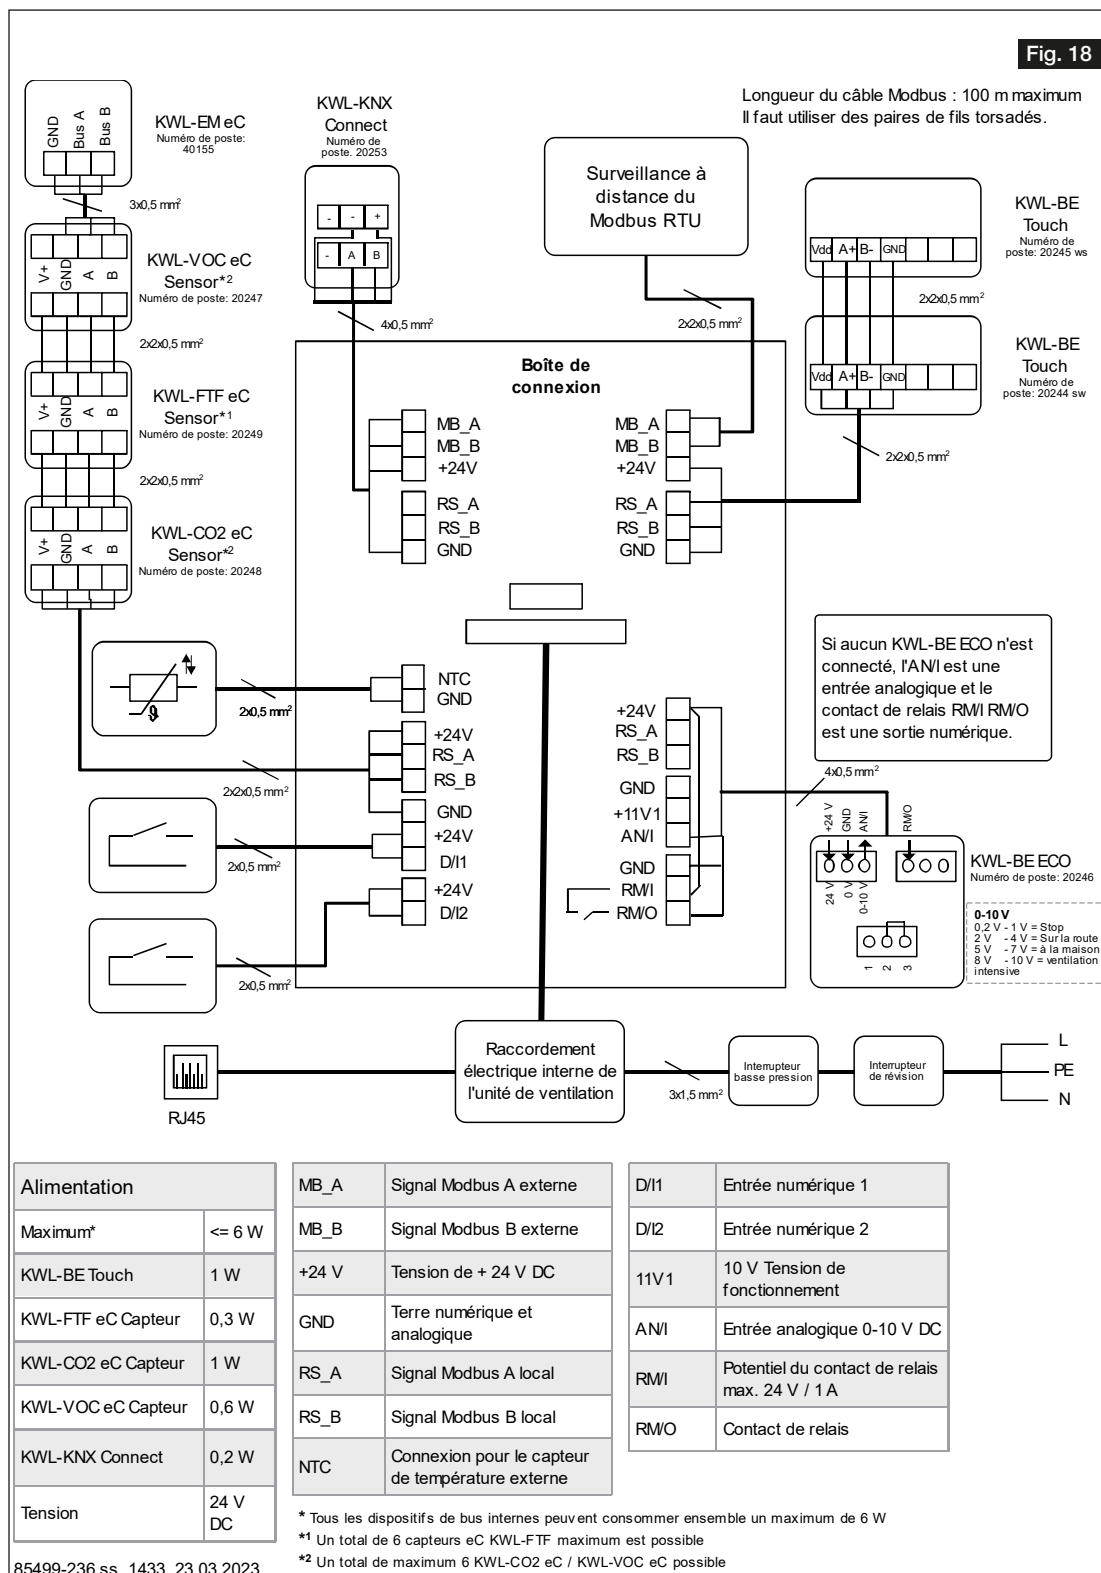 Fig. 18
Longueur du câble Modbus : 100 m maximum
Il faut utiliser des paires de fils torsadés.
GND
Bus A
Bus B
KWL-EM eC
Numéro de poste:
40155
3x0,5 mm²
V+
GND
A
B
KWL-VOC eC
Sensor*²
Numéro de poste: 20247
2x2x0,5 mm²
V+
GND
A
B
KWL-FTF eC
Sensor*¹
Numéro de poste: 20249
2x2x0,5 mm²
V+
GND
A
B
KWL-CO2 eC
Sensor*²
Numéro de poste: 20248
KWL-KNX
Connect
Numéro de
poste. 20253
- - +
- A B
4x0,5 mm²
Surveillance à
distance du
Modbus RTU
2x2x0,5 mm²
Vdd A+ B- GND
KWL-BE
Touch
Numéro de
poste: 20245 ws
2x2x0,5 mm²
Vdd A+ B- GND
KWL-BE
Touch
Numéro de
poste: 20244 sw
2x2x0,5 mm²
Boîte de
connexion
MB_A
MB_B
+24V
RS_A
RS_B
GND
MB_A
MB_B
+24V
RS_A
RS_B
GND
ϑ
2x0,5 mm²
NTC
GND
2x2x0,5 mm²
+24V
RS_A
RS_B
GND
+24V
D/I1
2x0,5 mm²
+24V
D/I2
2x0,5 mm²
+24V
RS_A
RS_B
GND
+11V1
AN/I
GND
RM/I
RM/O
Si aucun KWL-BE ECO n'est
connecté, l'AN/I est une
entrée analogique et le
contact de relais RM/I RM/O
est une sortie numérique.
4x0,5 mm²
+24 V
GND
AN/I
RM/O
24 V
0 V
0-10 V
1
2
3
KWL-BE ECO
Numéro de poste: 20246
0-10 V
0,2 V - 1 V = Stop
2 V - 4 V = Sur la route
5 V - 7 V = à la maison
8 V - 10 V = ventilation
intensive
RJ45
Raccordement
électrique interne de
l'unité de ventilation
3x1,5 mm²
Interrupteur
basse pression
Interrupteur
de révision
L
PE
N
Alimentation
Maximum* <= 6 W
KWL-BE Touch 1 W
KWL-FTF eC Capteur 0,3 W
KWL-CO2 eC Capteur 1 W
KWL-VOC eC Capteur 0,6 W
KWL-KNX Connect 0,2 W
Tension 24 V
DC
MB_A Signal Modbus A externe
MB_B Signal Modbus B externe
+24 V Tension de + 24 V DC
GND Terre numérique et
analogique
RS_A Signal Modbus A local
RS_B Signal Modbus B local
NTC Connexion pour le capteur
de température externe
D/I1 Entrée numérique 1
D/I2 Entrée numérique 2
11V1 10 V Tension de
fonctionnement
AN/I Entrée analogique 0-10 V DC
RM/I Potentiel du contact de relais
max. 24 V / 1 A
RM/O Contact de relais
* Tous les dispositifs de bus internes peuvent consommer ensemble un maximum de 6 W
*¹ Un total de 6 capteurs eC KWL-FTF maximum est possible
*² Un total de maximum 6 KWL-CO2 eC / KWL-VOC eC possible
85499-236 ss 1433 23.03.2023